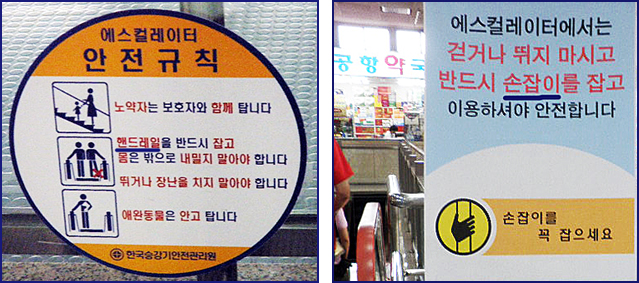 에스컬레이터
안전규칙
노약자는 보호자와 함께 탑니다
핸드레일을 반드시 잡고
몸은 밖으로 내밀지 말아야 합니다
뛰거나 장난을 치지 말아야 합니다
애완동물은 안고 탑니다
한국승강기안전관리원
공항약국
에스컬레이터에서는
걷거나 뛰지 마시고
반드시 손잡이를 잡고
이용하셔야 안전합니다
손잡이를
꼭 잡으세요